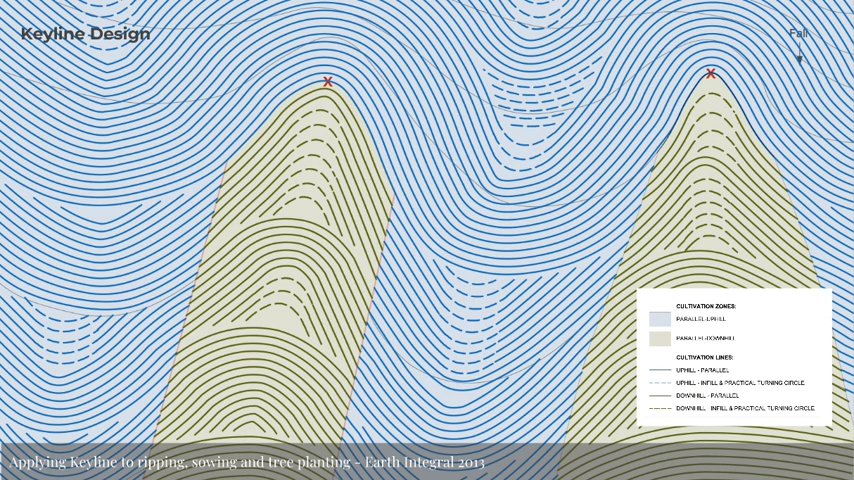 Keyline Design
Fall
X
X
CULTIVATION ZONES:
PARALLEL-UPHILL
PARALLEL-DOWNHILL
CULTIVATION LINES:
UPHILL - PARALLEL
UPHILL - INFILL & PRACTICAL TURNING CIRCLE
DOWNHILL - PARALLEL
DOWNHILL - INFILL & PRACTICAL TURNING CIRCLE
Applying Keyline to ripping, sowing and tree planting - Earth Integral 2013